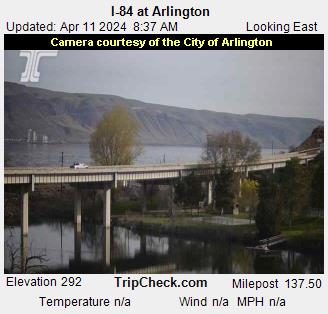 I-84 at Arlington
Updated: Apr 11 2024 8:37 AM Looking East
Camera courtesy of the City of Arlington
Elevation 292 TripCheck.com Milepost 137.50
Temperature n/a Wind n/a MPH n/a